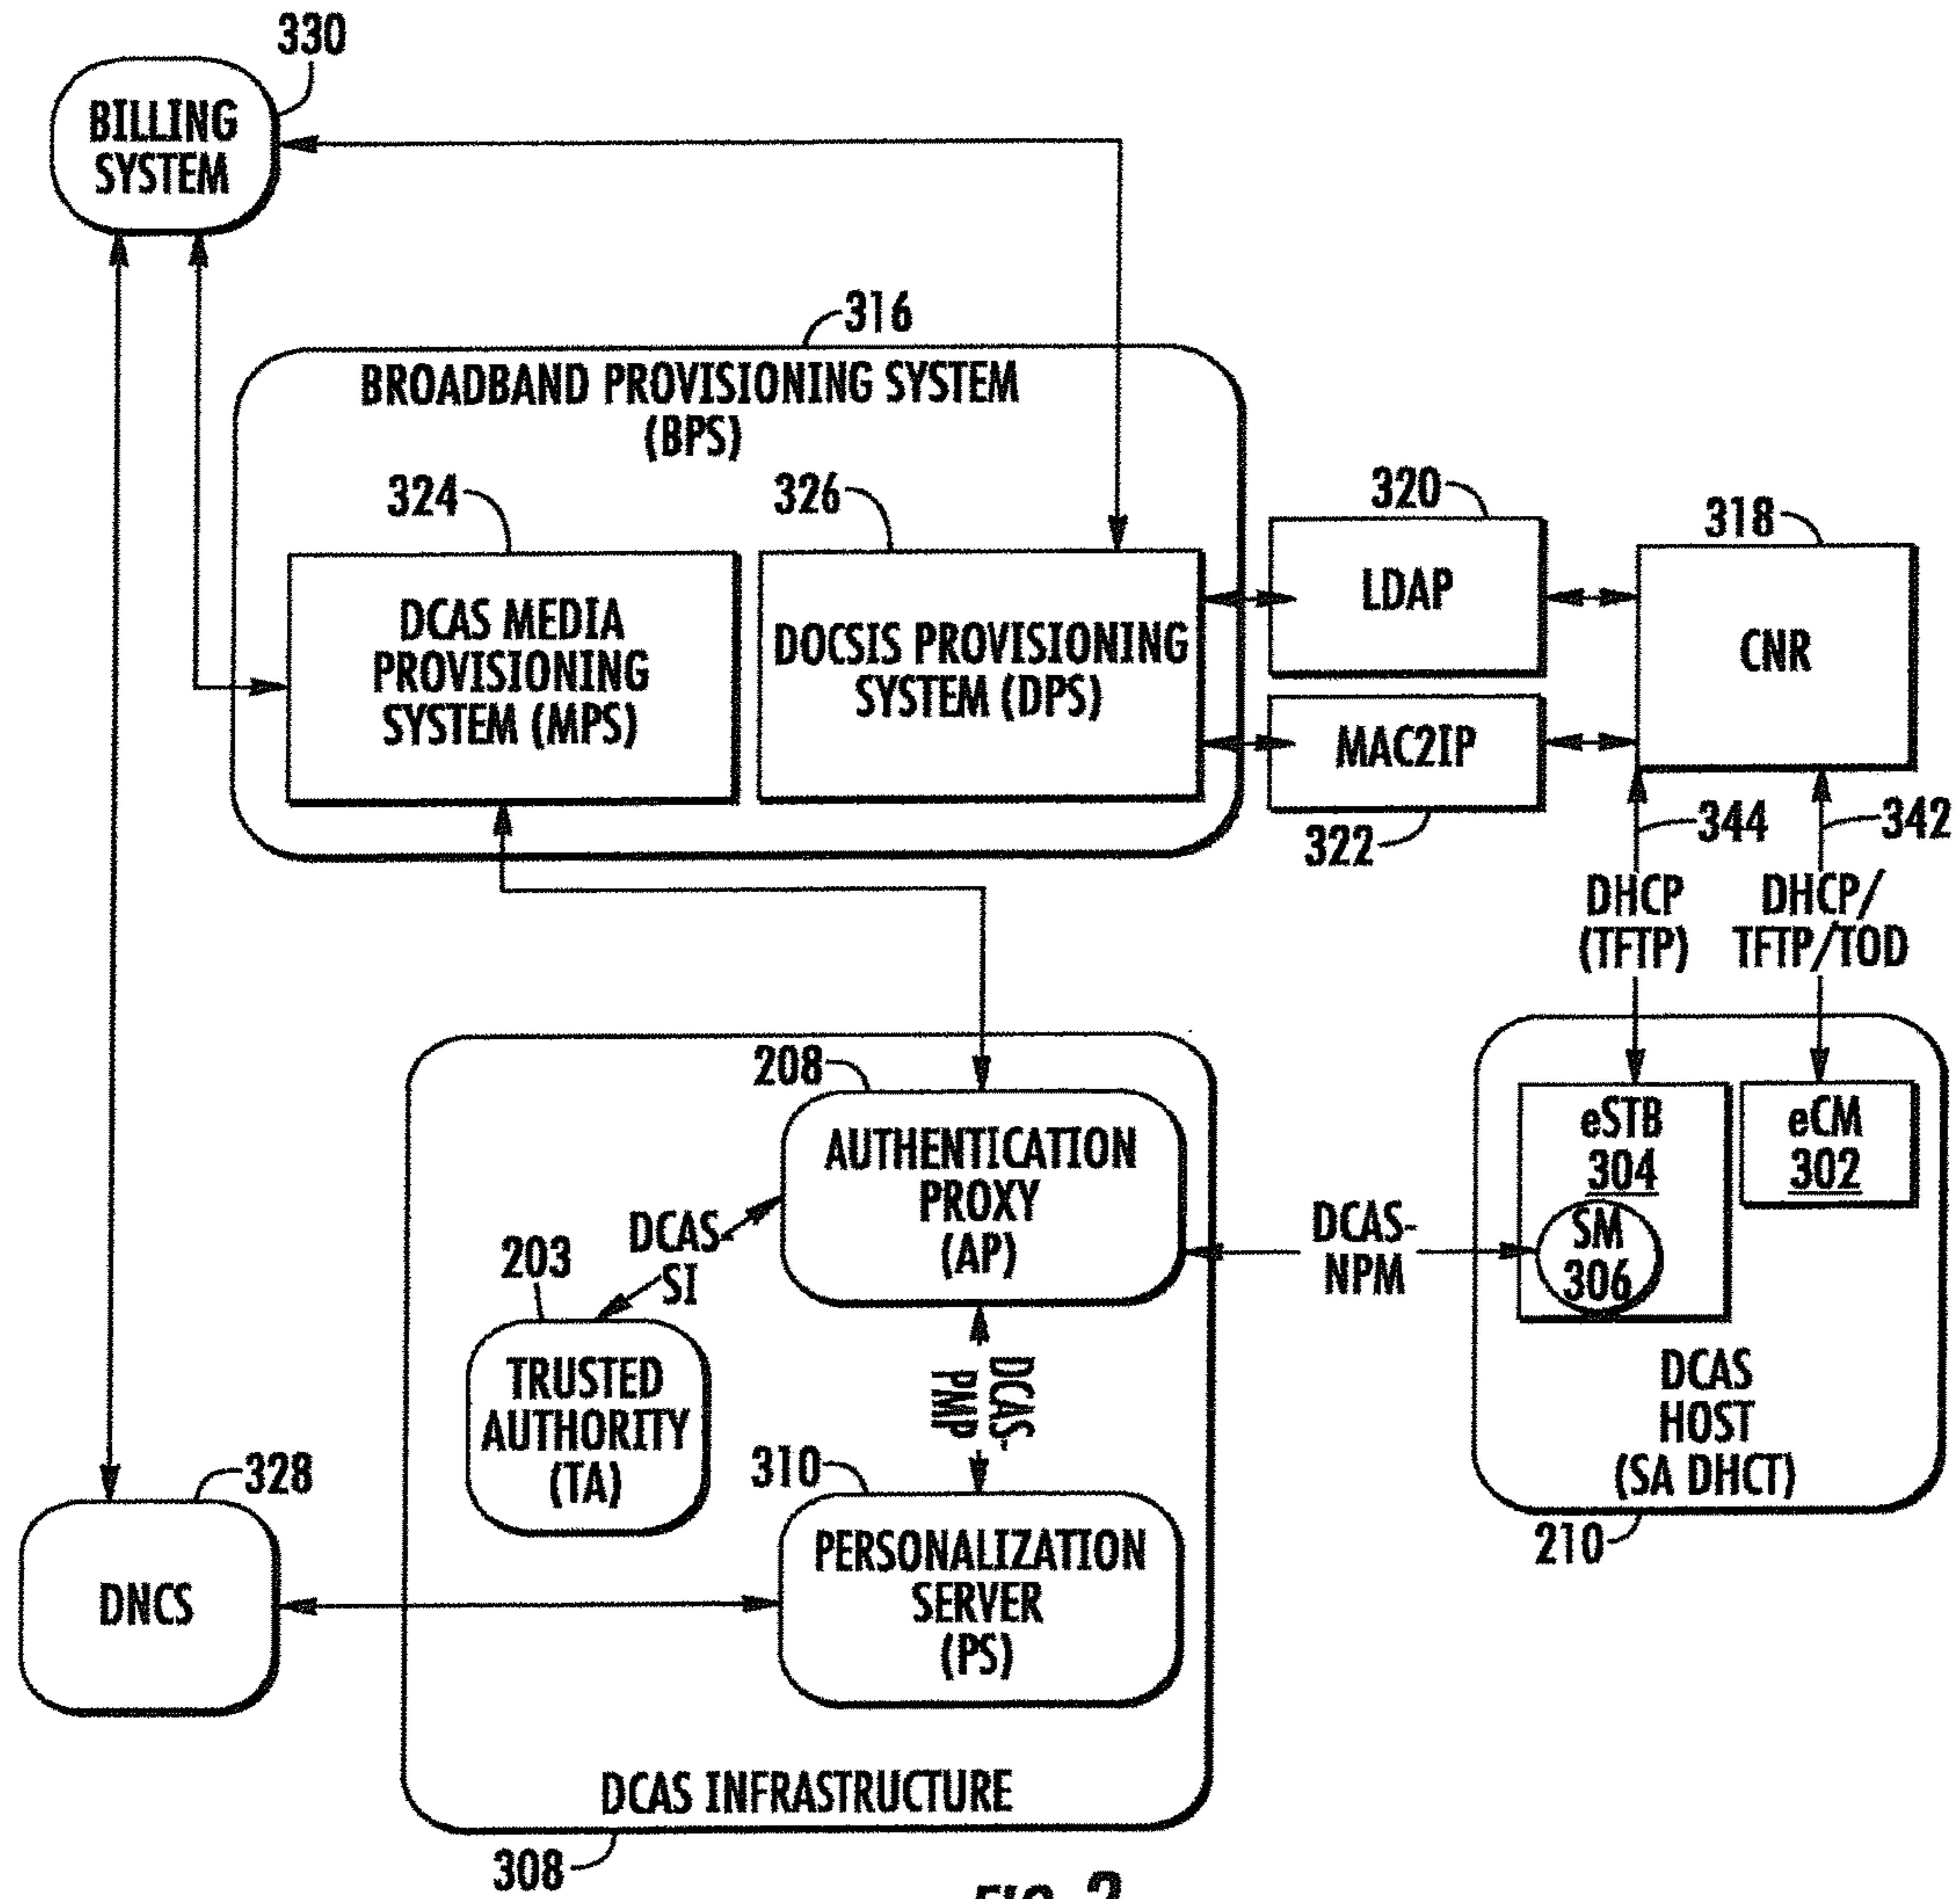 330
BILLING
SYSTEM
316
BROADBAND PROVISIONING SYSTEM
(BPS)
324
326
320
318
DCAS MEDIA
PROVISIONING
SYSTEM (MPS)
DOCSIS PROVISIONING
SYSTEM (DPS)
LDAP
CNR
MAC2IP
322
344
342
DHCP
(TFTP)
DHCP/
TFTP/TOD
208
AUTHENTICATION
PROXY
(AP)
eSTB
304
SM
306
eCM
302
DCAS-
SI
DCAS-
NPM
203
TRUSTED
AUTHORITY
(TA)
DCAS-
PMP
DCAS
HOST
(SA DHCT)
210
328
DNCS
310
PERSONALIZATION
SERVER
(PS)
DCAS INFRASTRUCTURE
308